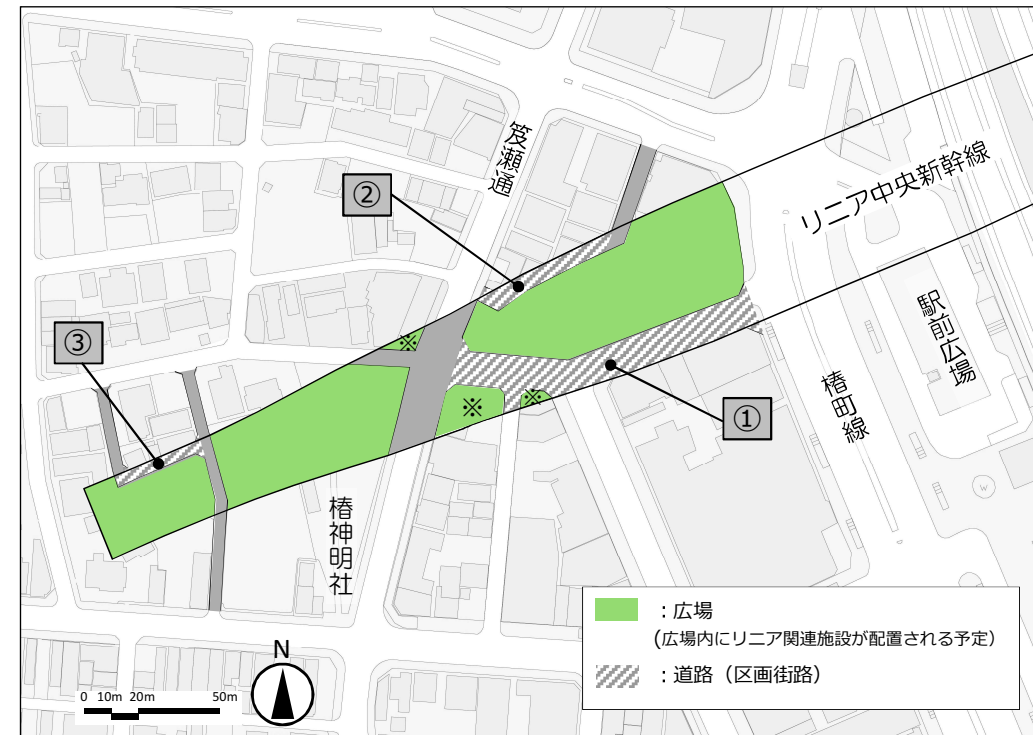 笈瀬通
②
リニア中央新幹線
③
※
駅前広場
※
※
①
椿町線
W
椿神明社
：広場
(広場内にリニア関連施設が配置される予定)
：道路（区画街路）
N
0 10m 20m 50m